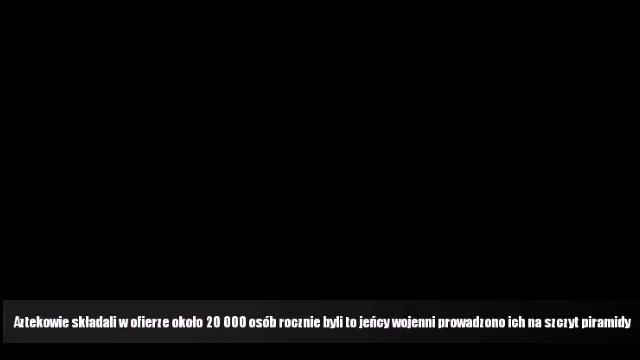 Aztekowie składali w ofierze około 20 000 osób rocznie byli to jeńcy wojenni prowadzono ich na szczyt piramidy